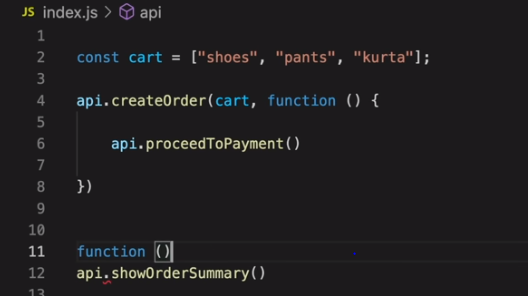 JS index.js > api
1
2 const cart = ["shoes", "pants", "kurta"];
3
4 api.createOrder(cart, function () {
5
6 api.proceedToPayment()
7
8 })
9
10
11 function ()
12 api.showOrderSummary()
13